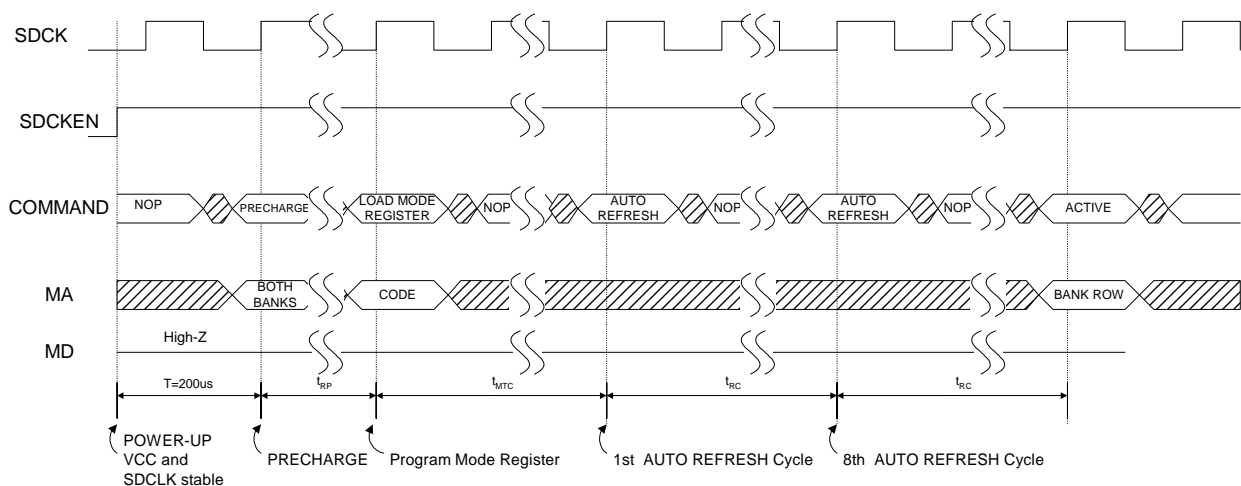 SDCK
SDCKEN
COMMAND
NOP
PRECHARGE
LOAD MODE
REGISTER
NOP
AUTO
REFRESH
NOP
AUTO
REFRESH
NOP
ACTIVE
MA
BOTH
BANKS
CODE
BANK ROW
MD
High-Z
T=200us
tRP
tMTC
tRC
tRC
POWER-UP
VCC and
SDCLK stable
PRECHARGE
Program Mode Register
1st AUTO REFRESH Cycle
8th AUTO REFRESH Cycle